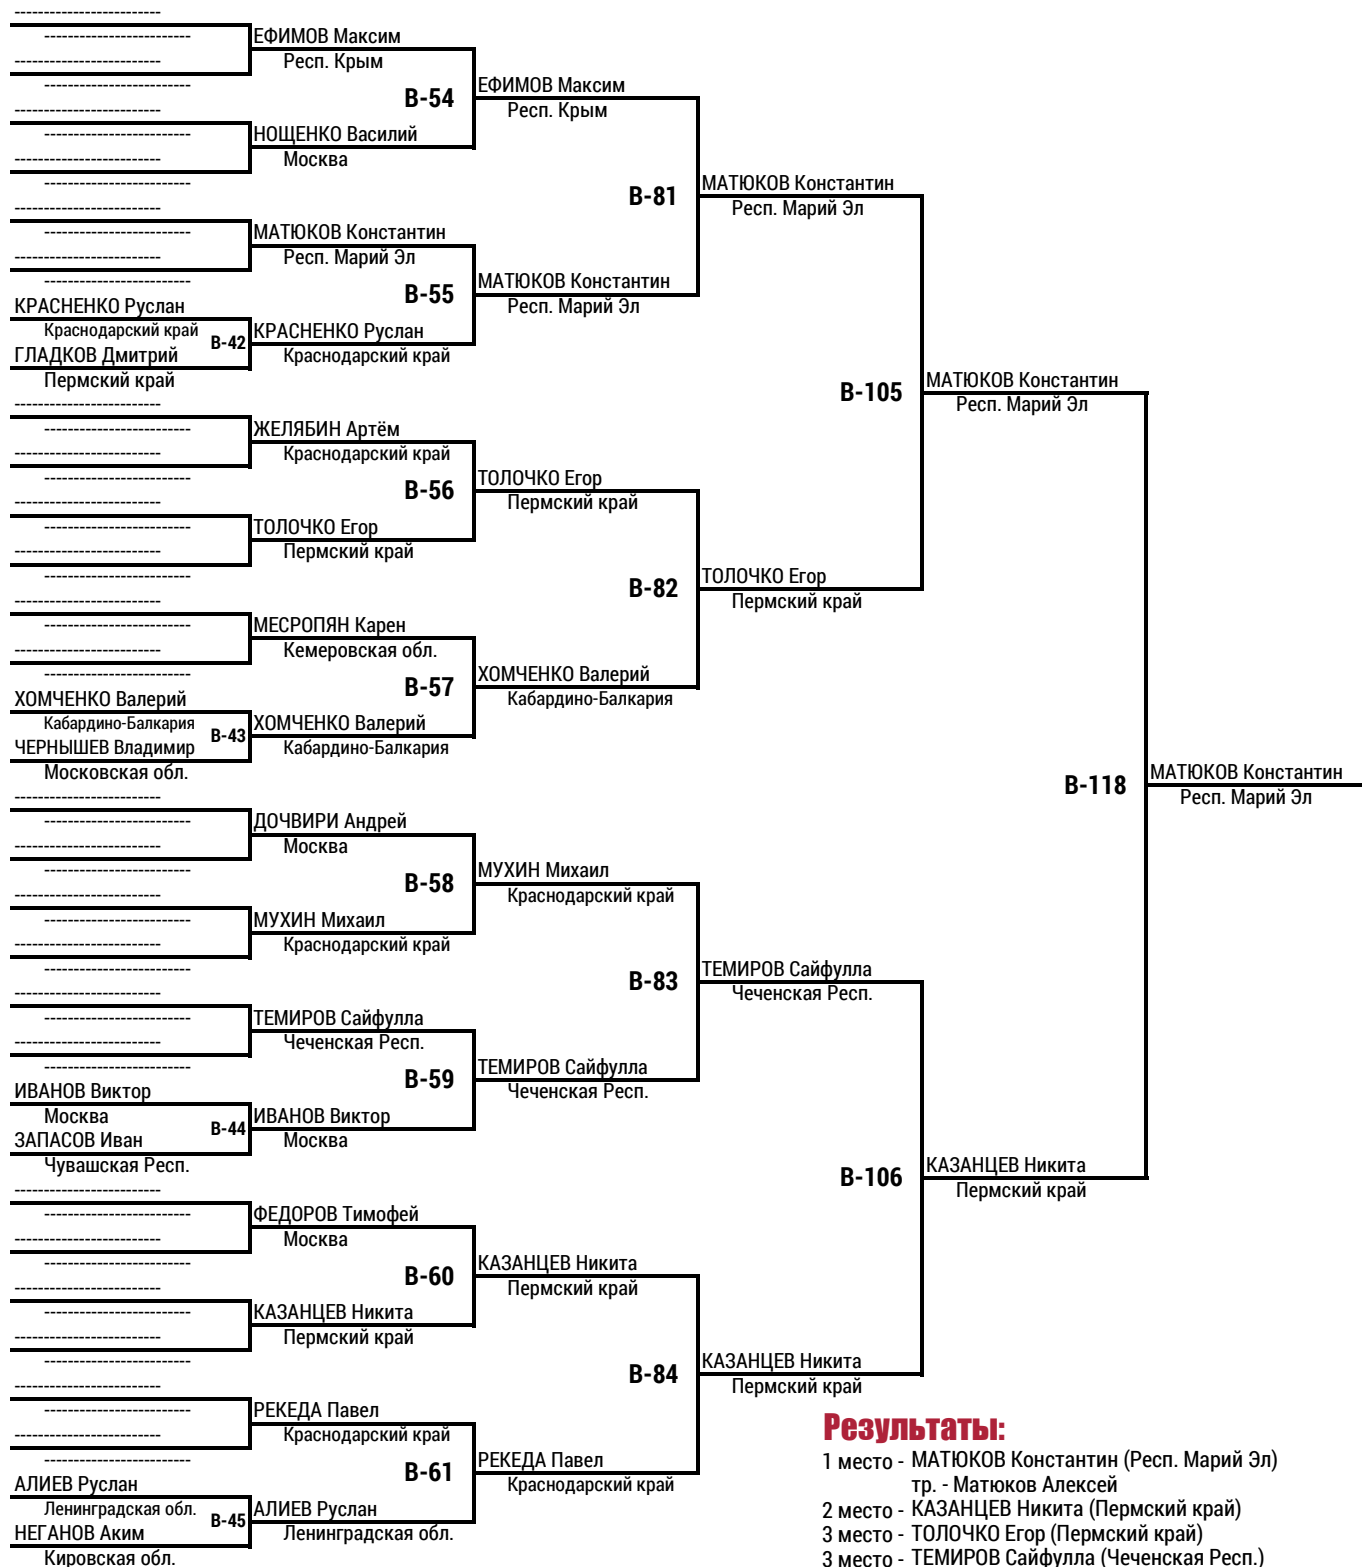 -------------------------
-------------------------
-------------------------
-------------------------
-------------------------
-------------------------
-------------------------
-------------------------
-------------------------
-------------------------
-------------------------
-------------------------
КРАСНЕНКО Руслан
Краснодарский край
B-42
ГЛАДКОВ Дмитрий
Пермский край
-------------------------
-------------------------
-------------------------
-------------------------
-------------------------
-------------------------
-------------------------
-------------------------
-------------------------
-------------------------
-------------------------
-------------------------
ХОМЧЕНКО Валерий
Кабардино-Балкария
B-43
ЧЕРНЫШЕВ Владимир
Московская обл.
-------------------------
-------------------------
-------------------------
-------------------------
-------------------------
-------------------------
-------------------------
-------------------------
-------------------------
-------------------------
-------------------------
-------------------------
ИВАНОВ Виктор
Москва
B-44
ЗАПАСОВ Иван
Чувашская Респ.
-------------------------
-------------------------
-------------------------
-------------------------
-------------------------
-------------------------
-------------------------
-------------------------
-------------------------
-------------------------
-------------------------
-------------------------
АЛИЕВ Руслан
Ленинградская обл.
B-45
НЕГАНОВ Аким
Кировская обл.
ЕФИМОВ Максим
Респ. Крым
B-54
НОЩЕНКО Василий
Москва
МАТЮКОВ Константин
Респ. Марий Эл
B-55
КРАСНЕНКО Руслан
Краснодарский край
ЖЕЛЯБИН Артём
Краснодарский край
B-56
ТОЛОЧКО Егор
Пермский край
МЕСРОПЯН Карен
Кемеровская обл.
B-57
ХОМЧЕНКО Валерий
Кабардино-Балкария
ДОЧВИРИ Андрей
Москва
B-58
МУХИН Михаил
Краснодарский край
ТЕМИРОВ Сайфулла
Чеченская Респ.
B-59
ИВАНОВ Виктор
Москва
ФЕДОРОВ Тимофей
Москва
B-60
КАЗАНЦЕВ Никита
Пермский край
РЕКЕДА Павел
Краснодарский край
B-61
АЛИЕВ Руслан
Ленинградская обл.
ЕФИМОВ Максим
Респ. Крым
B-81
МАТЮКОВ Константин
Респ. Марий Эл
ТОЛОЧКО Егор
Пермский край
B-82
ХОМЧЕНКО Валерий
Кабардино-Балкария
МУХИН Михаил
Краснодарский край
B-83
ТЕМИРОВ Сайфулла
Чеченская Респ.
КАЗАНЦЕВ Никита
Пермский край
B-84
РЕКЕДА Павел
Краснодарский край
МАТЮКОВ Константин
Респ. Марий Эл
B-105
ТОЛОЧКО Егор
Пермский край
ТЕМИРОВ Сайфулла
Чеченская Респ.
B-106
КАЗАНЦЕВ Никита
Пермский край
МАТЮКОВ Константин
Респ. Марий Эл
B-118
КАЗАНЦЕВ Никита
Пермский край
МАТЮКОВ Константин
Респ. Марий Эл
Результаты:
1 место - МАТЮКОВ Константин (Респ. Марий Эл)
тр. - Матюков Алексей
2 место - КАЗАНЦЕВ Никита (Пермский край)
3 место - ТОЛОЧКО Егор (Пермский край)
3 место - ТЕМИРОВ Сайфулла (Чеченская Респ.)